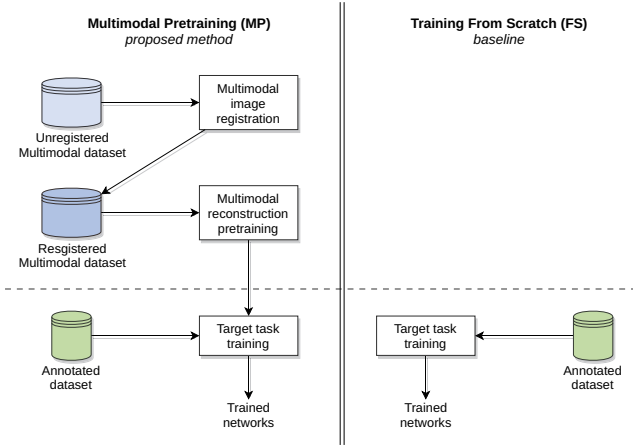 Multimodal Pretraining (MP)
proposed method
Training From Scratch (FS)
baseline
Multimodal
image
registration
Unregistered
Multimodal dataset
Multimodal
reconstruction
pretraining
Resgistered
Multimodal dataset
Target task
training
Annotated
dataset
Trained
networks
Target task
training
Annotated
dataset
Trained
networks